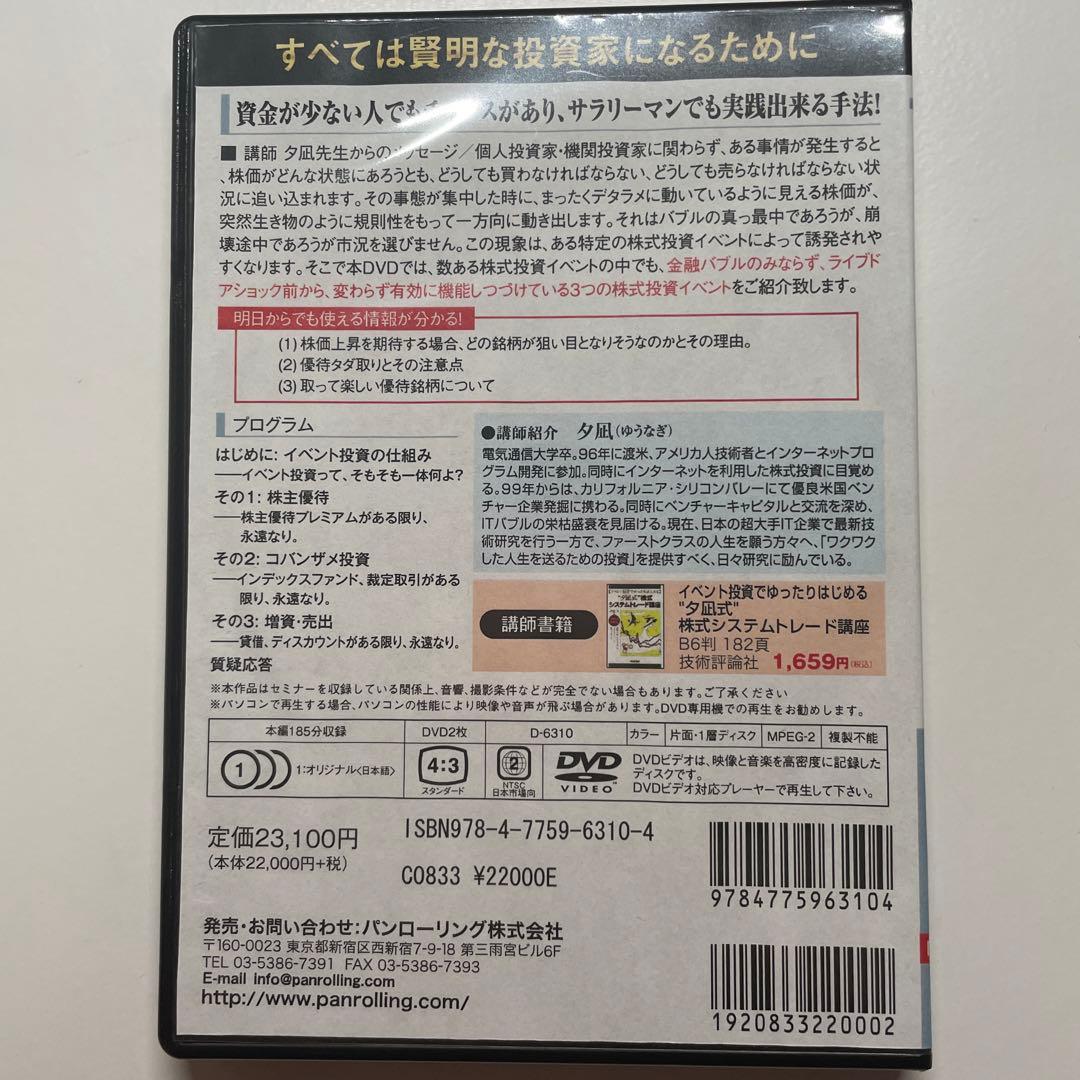 すべては賢明な投資家になるために
資金が少ない人でもチャンスがあり、サラリーマンでも実践出来る手法!
■ 講師 夕凪先生からのメッセージ/個人投資家・機関投資家に関わらず、ある事情が発生すると
、株価がどんな状態にあろうとも、どうしても買わなければならない、どうしても売らなければならない状
況に追い込まれます。その事態が集中した時に、まったくデタラメに動いているように見える株価が、
突然生き物のように規則性をもって一方向に動き出します。それはバブルの真っ最中であろうが、崩
壊途中であろうが市況を選びません。この現象は、ある特定の株式投資イベントによって誘発されや
すくなります。そこで本DVDでは、数ある株式投資イベントの中でも、金融バブルのみならず、ライブド
アショック前から、変わらず有効に機能しつづけている3つの株式投資イベントをご紹介致します。
明日からでも使える情報が分かる!
(1) 株価上昇を期待する場合、どの銘柄が狙い目となりそうなのかとその理由。
(2) 優待タダ取りとその注意点
(3) 取って楽しい優待銘柄について
プログラム
はじめに: イベント投資の仕組み
——イベント投資って、そもそも一体何よ?
その1: 株主優待
——株主優待プレミアムがある限り、
永遠なり。
その2: コバンザメ投資
——インデックスファンド、裁定取引がある
限り、永遠なり。
その3: 増資・売出
——貸借、ディスカウントがある限り、永遠なり。
質疑応答
●講師紹介 夕凪(ゆうなぎ)
電気通信大学卒。96年に渡米、アメリカ人技術者とインターネットプロ
グラム開発に参加。同時にインターネットを利用した株式投資に目覚め
る。99年からは、カリフォルニア・シリコンバレーにて優良米国ベン
チャー企業発掘に携わる。同時にベンチャーキャピタルと交流を深め、
ITバブルの栄枯盛衰を見届ける。現在、日本の超大手IT企業で最新技
術研究を行う一方で、ファーストクラスの人生を願う方々へ、「ワクワク
した人生を送るための投資」を提供すべく、日々研究に励んでいる。
講師書籍
"夕凪式"株式
システムトレード講座
イベント投資でゆったりはじめる
"夕凪式"
株式システムトレード講座
B6判 182頁
技術評論社 1,659円(税込)
※本作品はセミナーを収録している関係上、音響、撮影条件などが完全でない場合もあります。ご了承ください
※パソコンで再生する場合、パソコンの性能により映像や音声が飛ぶ場合があります。DVD専用機での再生をお勧めします。
本編185分収録 DVD2枚 D-6310 カラー 片面・1層ディスク MPEG-2 複製不能
1 1:オリジナル<日本語>
4:3
スタンダード
2
NTSC
日本市場向
DVD
VIDEO™
DVDビデオは、映像と音楽を高密度に記録した
ディスクです。
DVDビデオ対応プレーヤーで再生して下さい。
定価23,100円
(本体22,000円+税)
ISBN978-4-7759-6310-4
C0833 ¥22000E
9784775963104
1920833220002
発売・お問い合わせ:パンローリング株式会社
〒160-0023 東京都新宿区西新宿7-9-18 第三雨宮ビル6F
TEL 03-5386-7391 FAX 03-5386-7393
E-mail info@panrolling.com
http://www.panrolling.com/